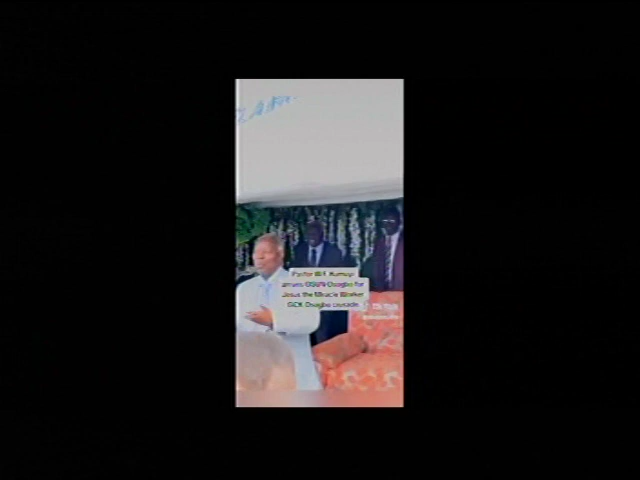 Pastor W.F. Kumuyi
arrives OSUN Osogbo for
Jesus the Miracle Worker
GCK Osogbo crusade